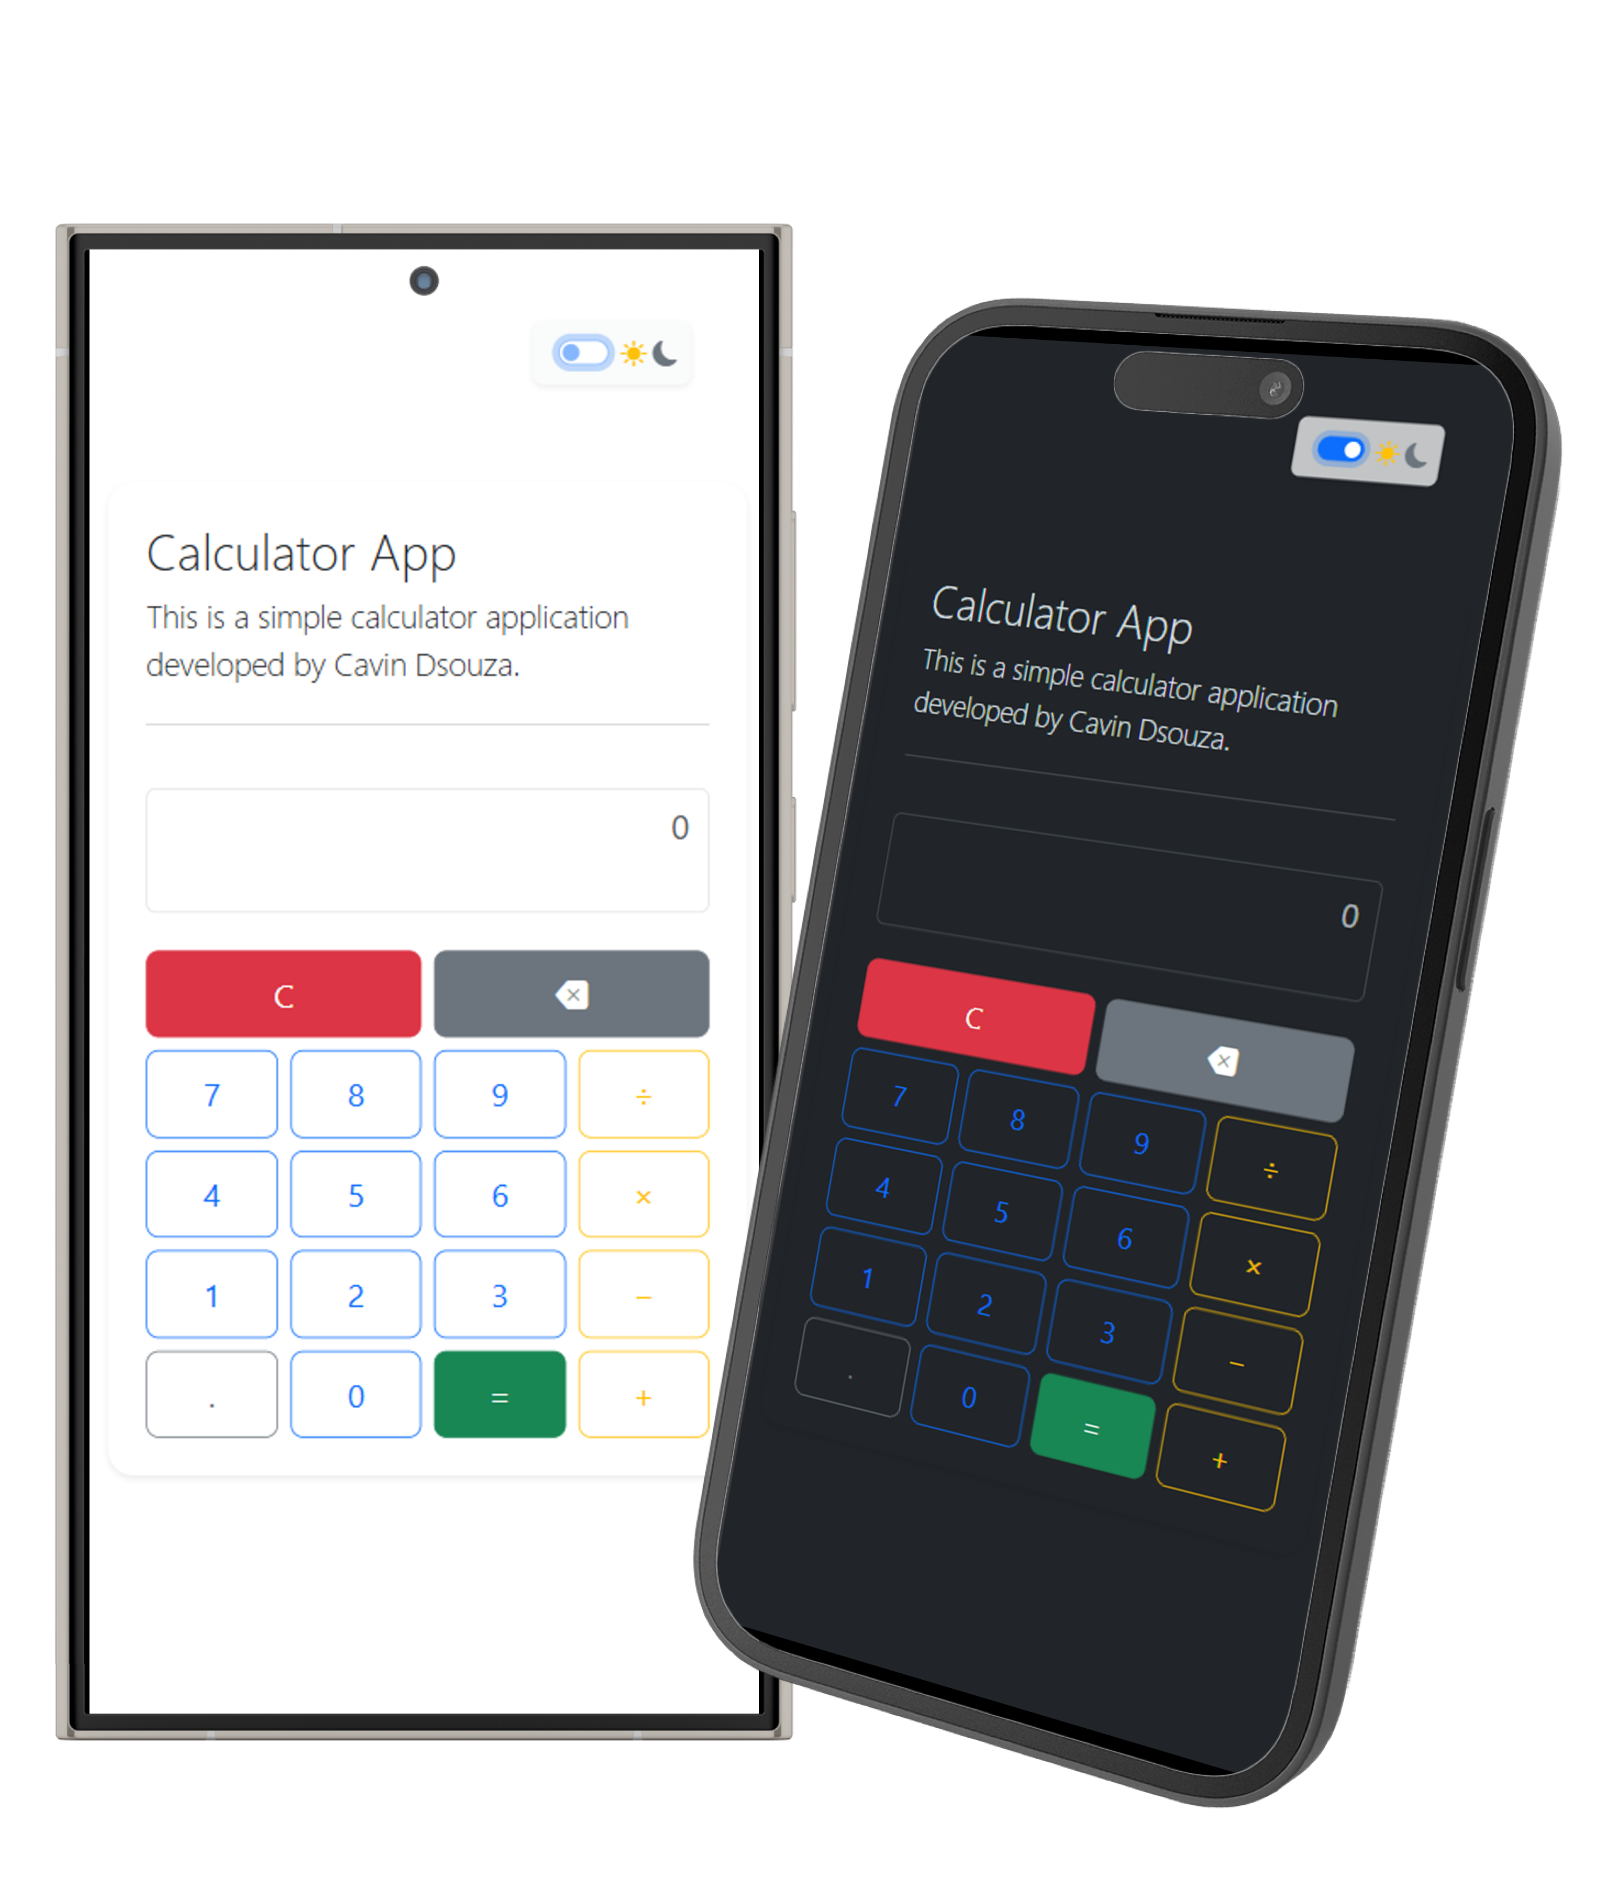 Calculator App
This is a simple calculator application
developed by Cavin Dsouza.
0
C
7 8 9 ÷
4 5 6 ×
1 2 3 −
. 0 = +
Calculator App
This is a simple calculator application
developed by Cavin Dsouza.
0
C
7 8 9 ÷
4 5 6 ×
1 2 3 −
. 0 = +